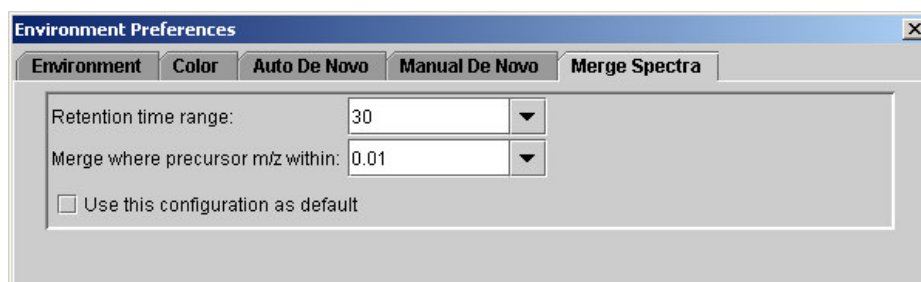 Environment Preferences
Environment Color Auto De Novo Manual De Novo Merge Spectra
Retention time range: 30
Merge where precursor m/z within: 0.01
Use this configuration as default